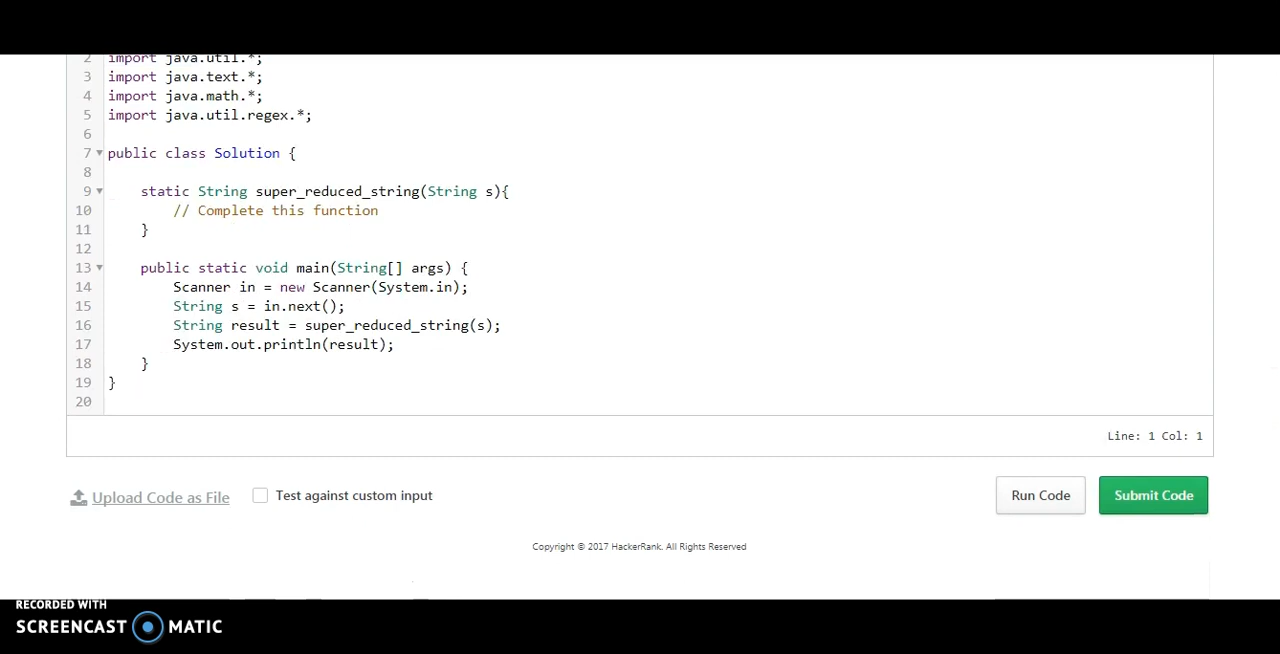 2 import java.util.*;
3 import java.text.*;
4 import java.math.*;
5 import java.util.regex.*;
6
7 public class Solution {
8
9 static String super_reduced_string(String s){
10 // Complete this function
11 }
12
13 public static void main(String[] args) {
14 Scanner in = new Scanner(System.in);
15 String s = in.next();
16 String result = super_reduced_string(s);
17 System.out.println(result);
18 }
19 }
20
Line: 1 Col: 1
Upload Code as File Test against custom input Run Code Submit Code
Copyright © 2017 HackerRank. All Rights Reserved
RECORDED WITH
SCREENCAST MATIC